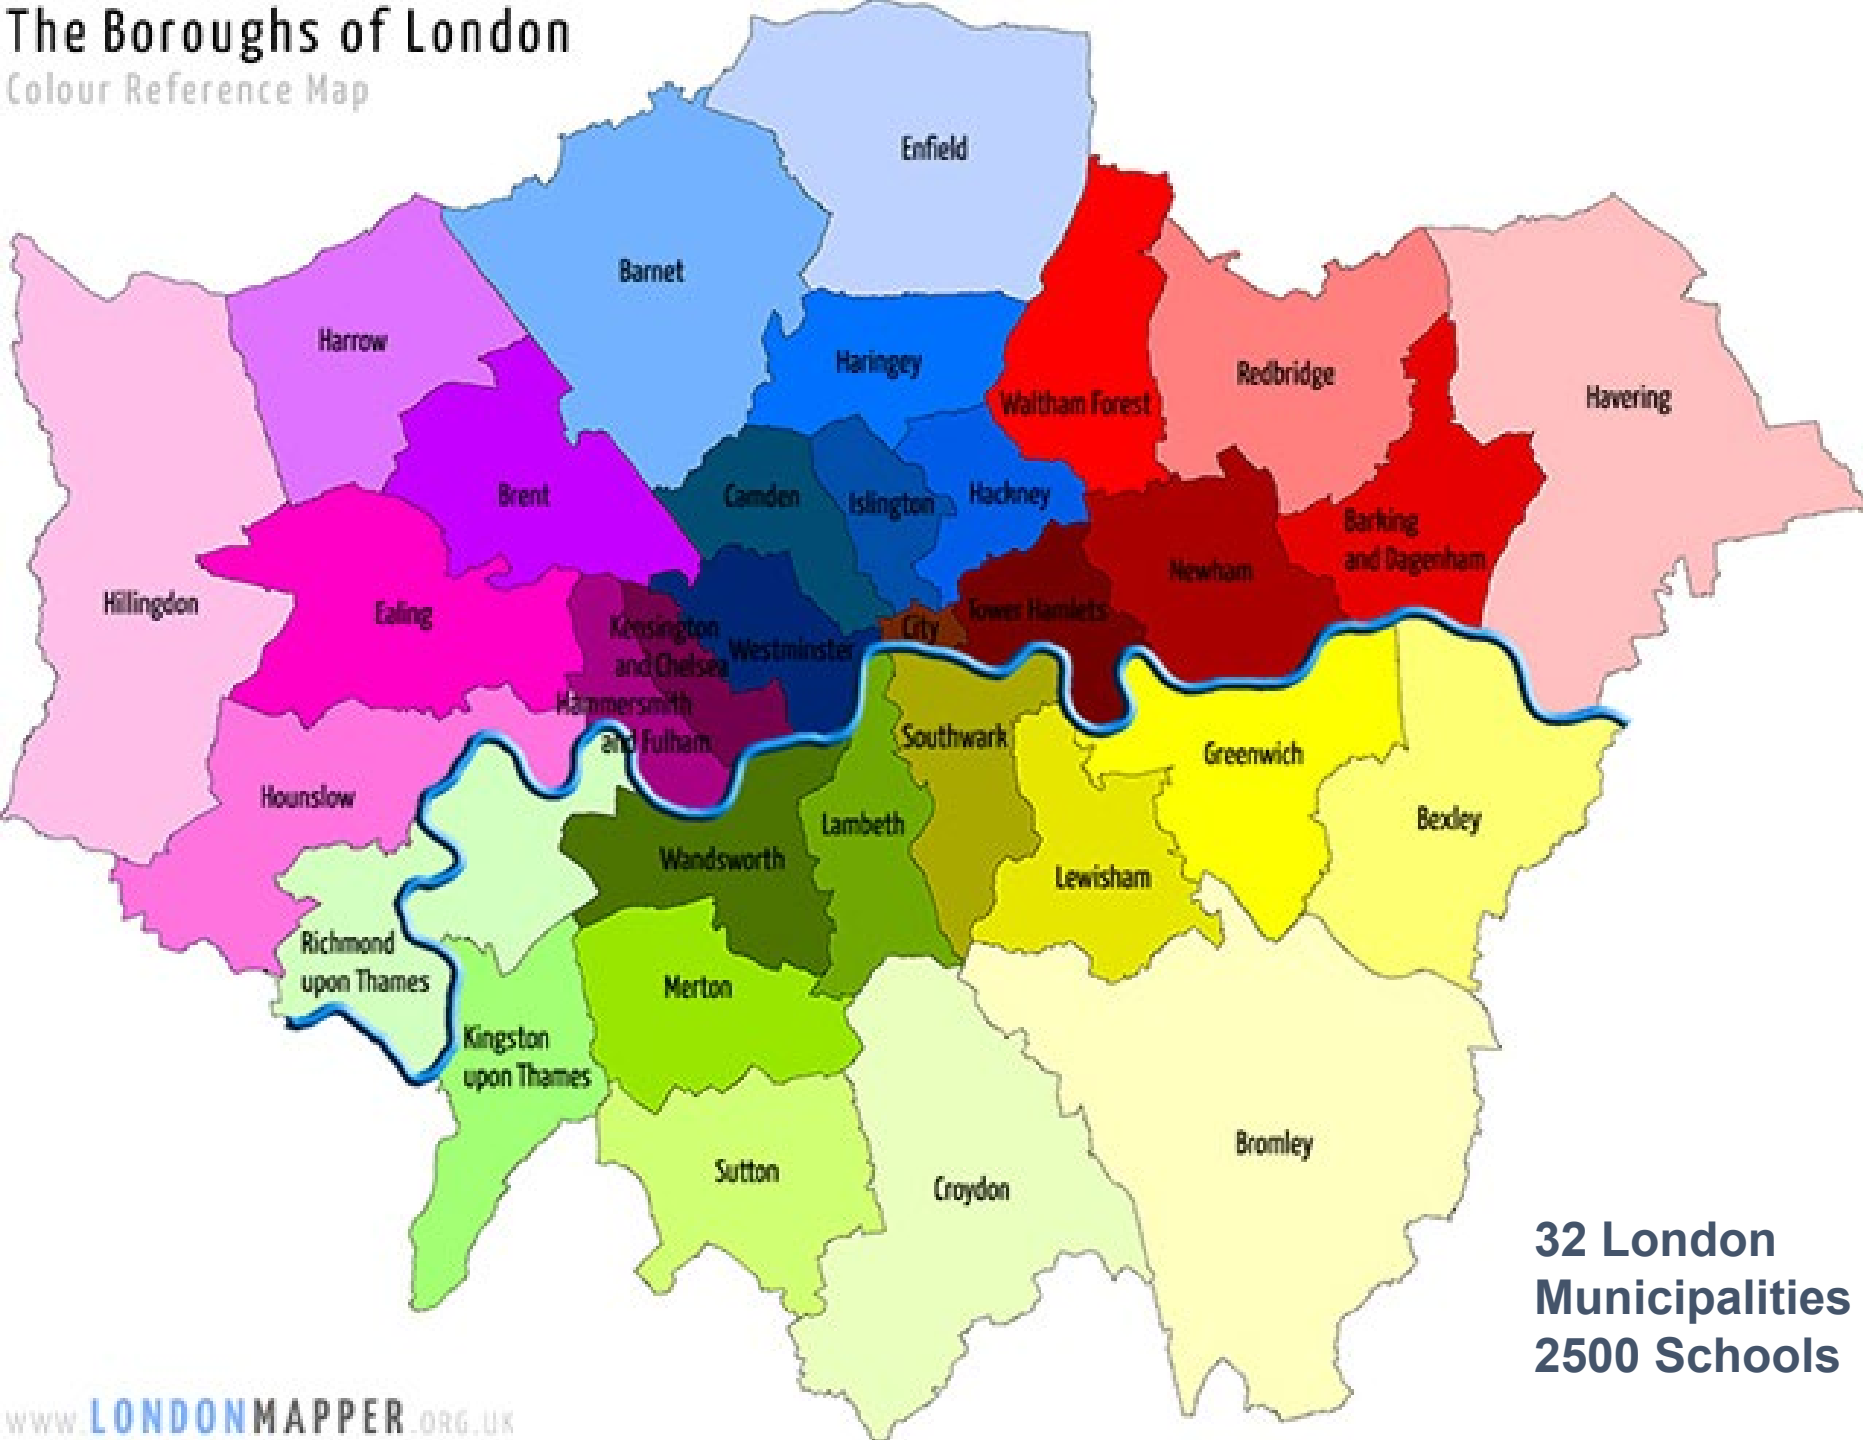 The Boroughs of London
Colour Reference Map
Enfield
Barnet
Harrow
Haringey
Waltham Forest
Redbridge
Havering
Brent
Camden
Islington
Hackney
Barking
and Dagenham
Newham
Hillingdon
Ealing
Tower Hamlets
Kensington
and Chelsea
City
Westminster
Hammersmith
and Fulham
Southwark
Greenwich
Hounslow
Lambeth
Bexley
Wandsworth
Lewisham
Richmond
upon Thames
Merton
Kingston
upon Thames
Sutton
Croydon
Bromley
32 London
Municipalities
2500 Schools
WWW.LONDONMAPPER.ORG.UK